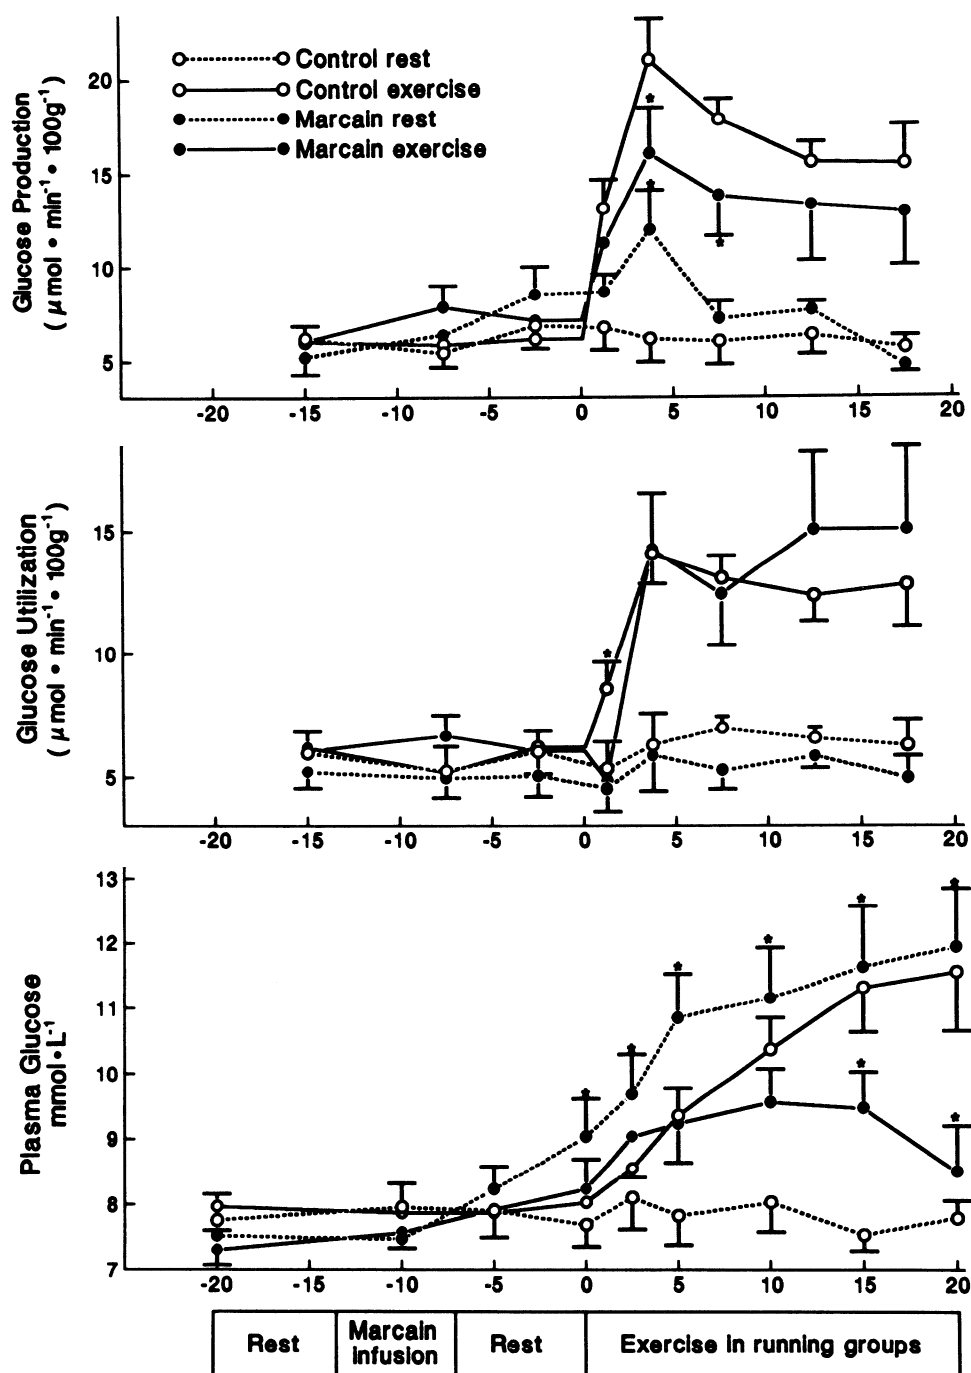 Control rest
Control exercise
Marcain rest
Marcain exercise
Glucose Production
( μmol • min⁻¹ • 100g⁻¹ )
20
15
10
5
-20 -15 -10 -5 0 5 10 15 20
Glucose Utilization
( μmol • min⁻¹ • 100g⁻¹ )
15
10
5
-20 -15 -10 -5 0 5 10 15 20
Plasma Glucose
mmol•L⁻¹
13
12
11
10
9
8
7
-20 -15 -10 -5 0 5 10 15 20
Rest
Marcain
infusion
Rest
Exercise in running groups